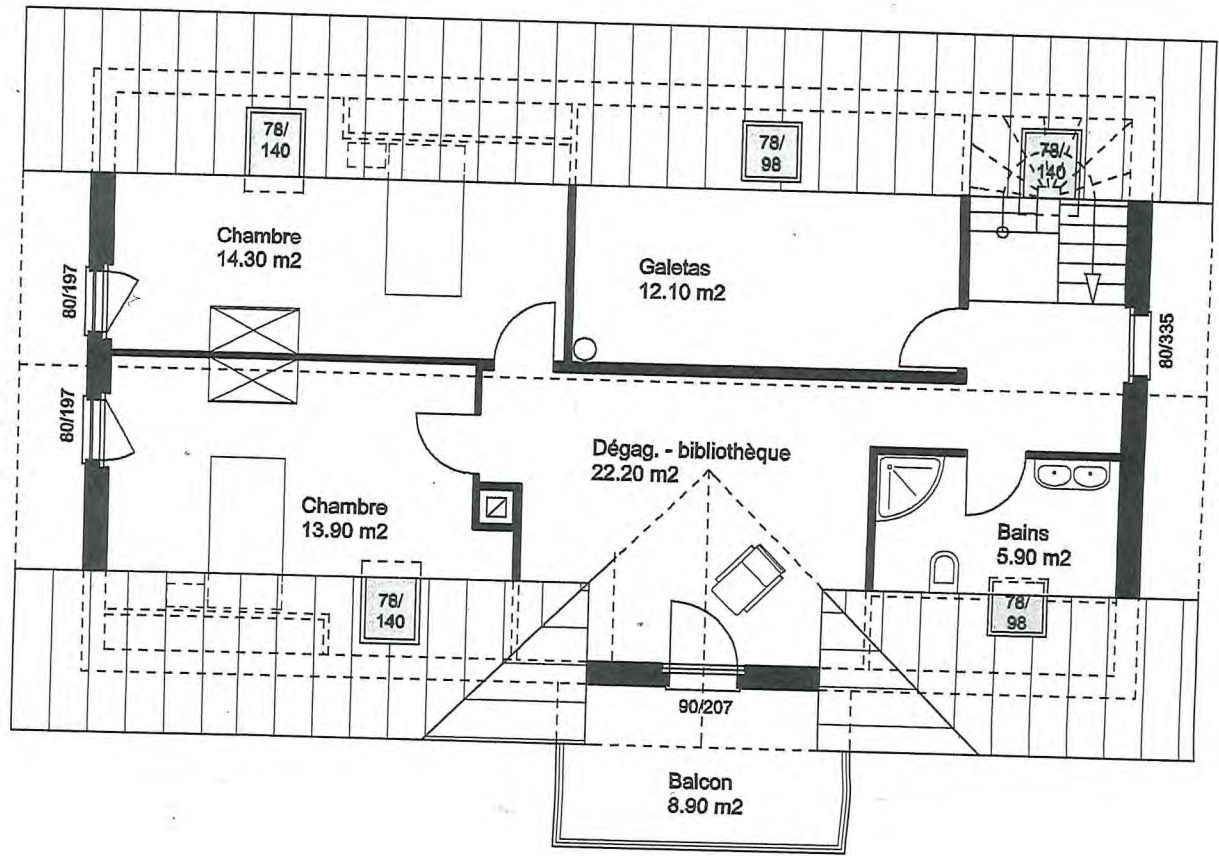 78/
140
78/
98
78/
140
Chambre
14.30 m2
Galetas
12.10 m2
80/197
80/335
80/197
Dégag. - bibliothèque
22.20 m2
Chambre
13.90 m2
Bains
5.90 m2
78/
140
78/
98
90/207
Balcon
8.90 m2